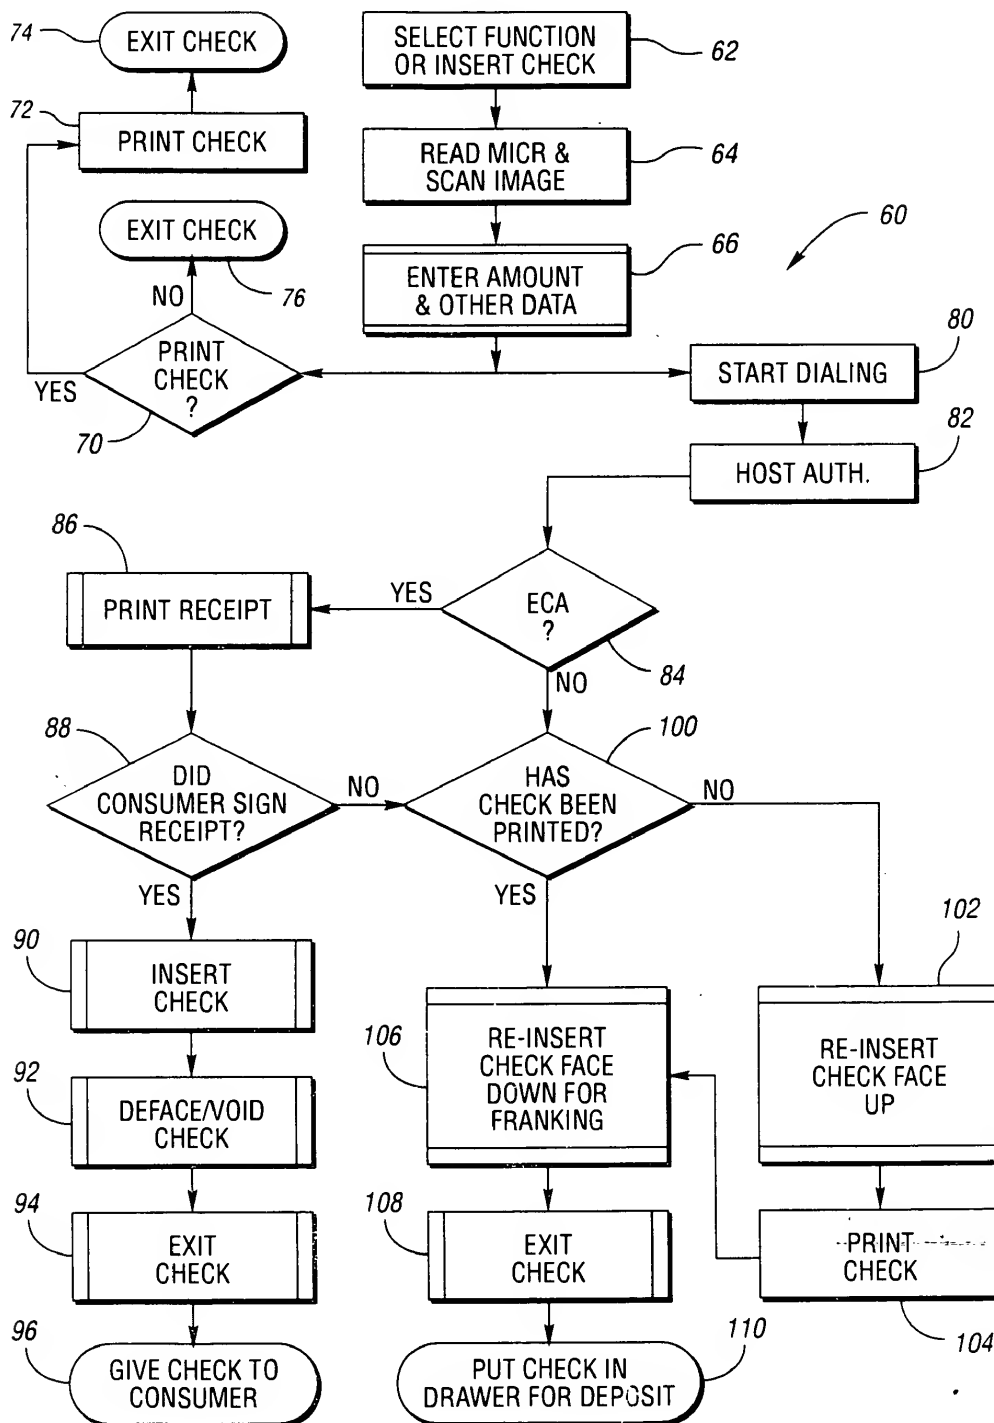 74
EXIT CHECK
SELECT FUNCTION
OR INSERT CHECK
62
72
PRINT CHECK
READ MICR &
SCAN IMAGE
64
EXIT CHECK
76
ENTER AMOUNT
& OTHER DATA
66
60
NO
PRINT
CHECK
?
YES
70
START DIALING
80
HOST AUTH.
82
86
PRINT RECEIPT
YES
ECA
?
84
NO
88
DID
CONSUMER SIGN
RECEIPT?
NO
YES
100
HAS
CHECK BEEN
PRINTED?
NO
YES
90
INSERT
CHECK
102
RE-INSERT
CHECK FACE
UP
106
RE-INSERT
CHECK FACE
DOWN FOR
FRANKING
92
DEFACE/VOID
CHECK
94
EXIT
CHECK
108
EXIT
CHECK
PRINT
CHECK
104
96
GIVE CHECK TO
CONSUMER
PUT CHECK IN
DRAWER FOR DEPOSIT
110